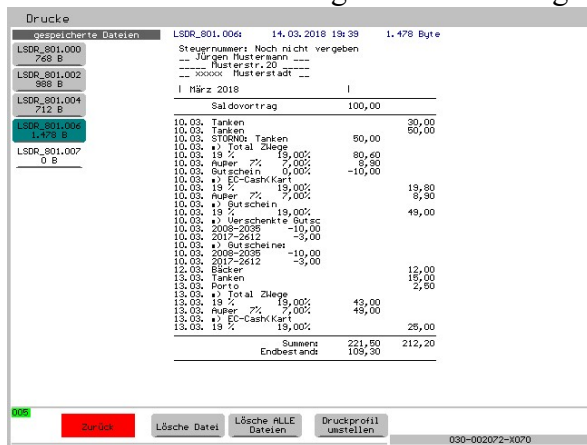 Drucke
gespeicherte Dateien
LSDR_801.000
768 B
LSDR_801.002
988 B
LSDR_801.004
712 B
LSDR_801.006
1.478 B
LSDR_801.007
0 B
LSDR_801.006: 14.03.2018 19:39 1.478 Byte
Steuernummer: Noch nicht vergeben
__ Jürgen Mustermann ___
_____ Musterstr.20 _____
__ xxxxx Musterstadt __
| März 2018 |
Saldovortrag 100,00
10.03. Tanken 30,00
10.03. Tanken 50,00
10.03. STORNO: Tanken 50,00
10.03. ∎) Total ZWege
10.03. 19 % 19,00% 80,60
10.03. Außer 7% 7,00% 8,90
10.03. Gutschein 0,00% -10,00
10.03. ∎) EC-Cash(Kart
10.03. 19 % 19,00% 19,80
10.03. Außer 7% 7,00% 8,90
10.03. ∎) Gutschein
10.03. 19 % 19,00% 49,00
10.03. ∎) Verschenkte Gutsc
10.03. 2008-2035 -10,00
10.03. 2017-2612 -3,00
10.03. ∎) Gutscheine:
10.03. 2008-2035 -10,00
10.03. 2017-2612 -3,00
12.03. Bäcker 12,00
13.03. Tanken 15,00
13.03. Porto 2,50
13.03. ∎) Total ZWege
13.03. 19 % 19,00% 43,00
13.03. Außer 7% 7,00% 49,00
13.03. ∎) EC-Cash(Kart
13.03. 19 % 19,00% 25,00
Summen: 221,50 212,20
Endbestand: 109,30
005
Zurück
Lösche Datei
Lösche ALLE
Dateien
Druckprofil
umstellen
030-002072-X070